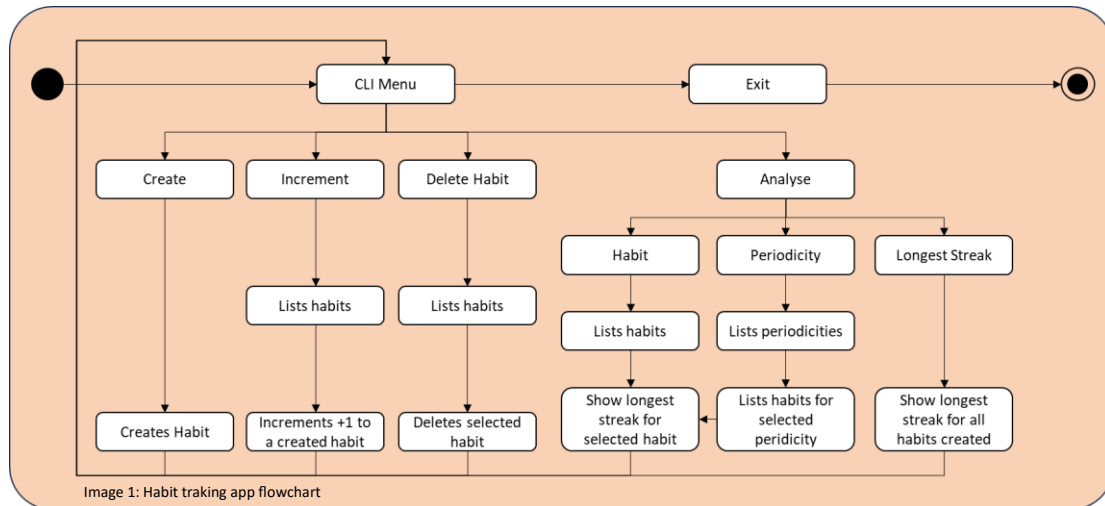 CLI Menu
Exit
Create
Increment
Delete Habit
Analyse
Habit
Periodicity
Longest Streak
Lists habits
Lists habits
Lists habits
Lists periodicities
Creates Habit
Increments +1 to
a created habit
Deletes selected
habit
Show longest
streak for
selected habit
Lists habits for
selected
peridicity
Show longest
streak for all
habits created
Image 1: Habit traking app flowchart